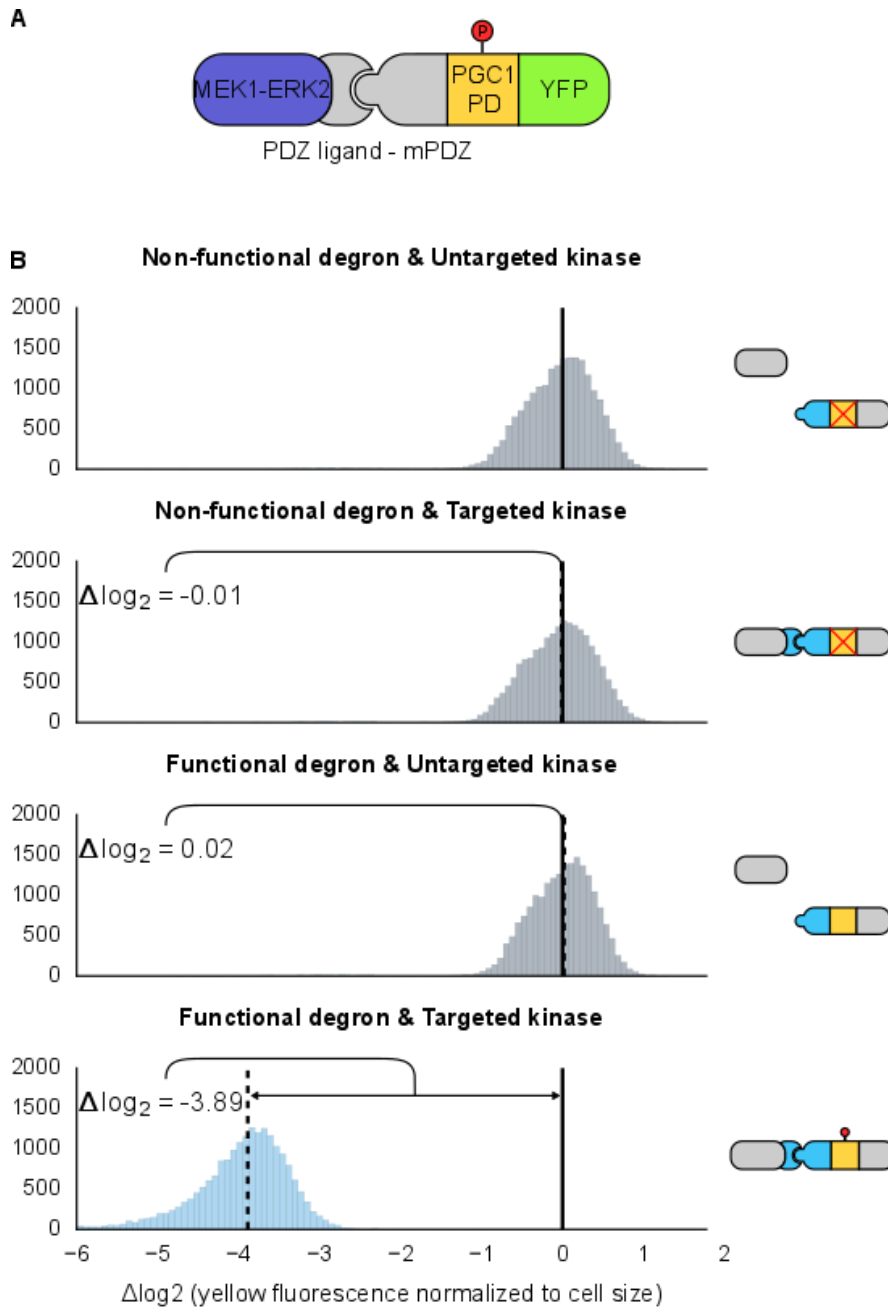 A
P
MEK1-ERK2
PGC1
PD
YFP
PDZ ligand - mPDZ
B
Non-functional degron & Untargeted kinase
2000
1500
1000
500
0
Non-functional degron & Targeted kinase
2000
1500
1000
500
0
Δlog2 = -0.01
Functional degron & Untargeted kinase
2000
1500
1000
500
0
Δlog2 = 0.02
Functional degron & Targeted kinase
2000
1500
1000
500
0
Δlog2 = -3.89
−6 −5 −4 −3 −2 −1 0 1 2
Δlog2 (yellow fluorescence normalized to cell size)